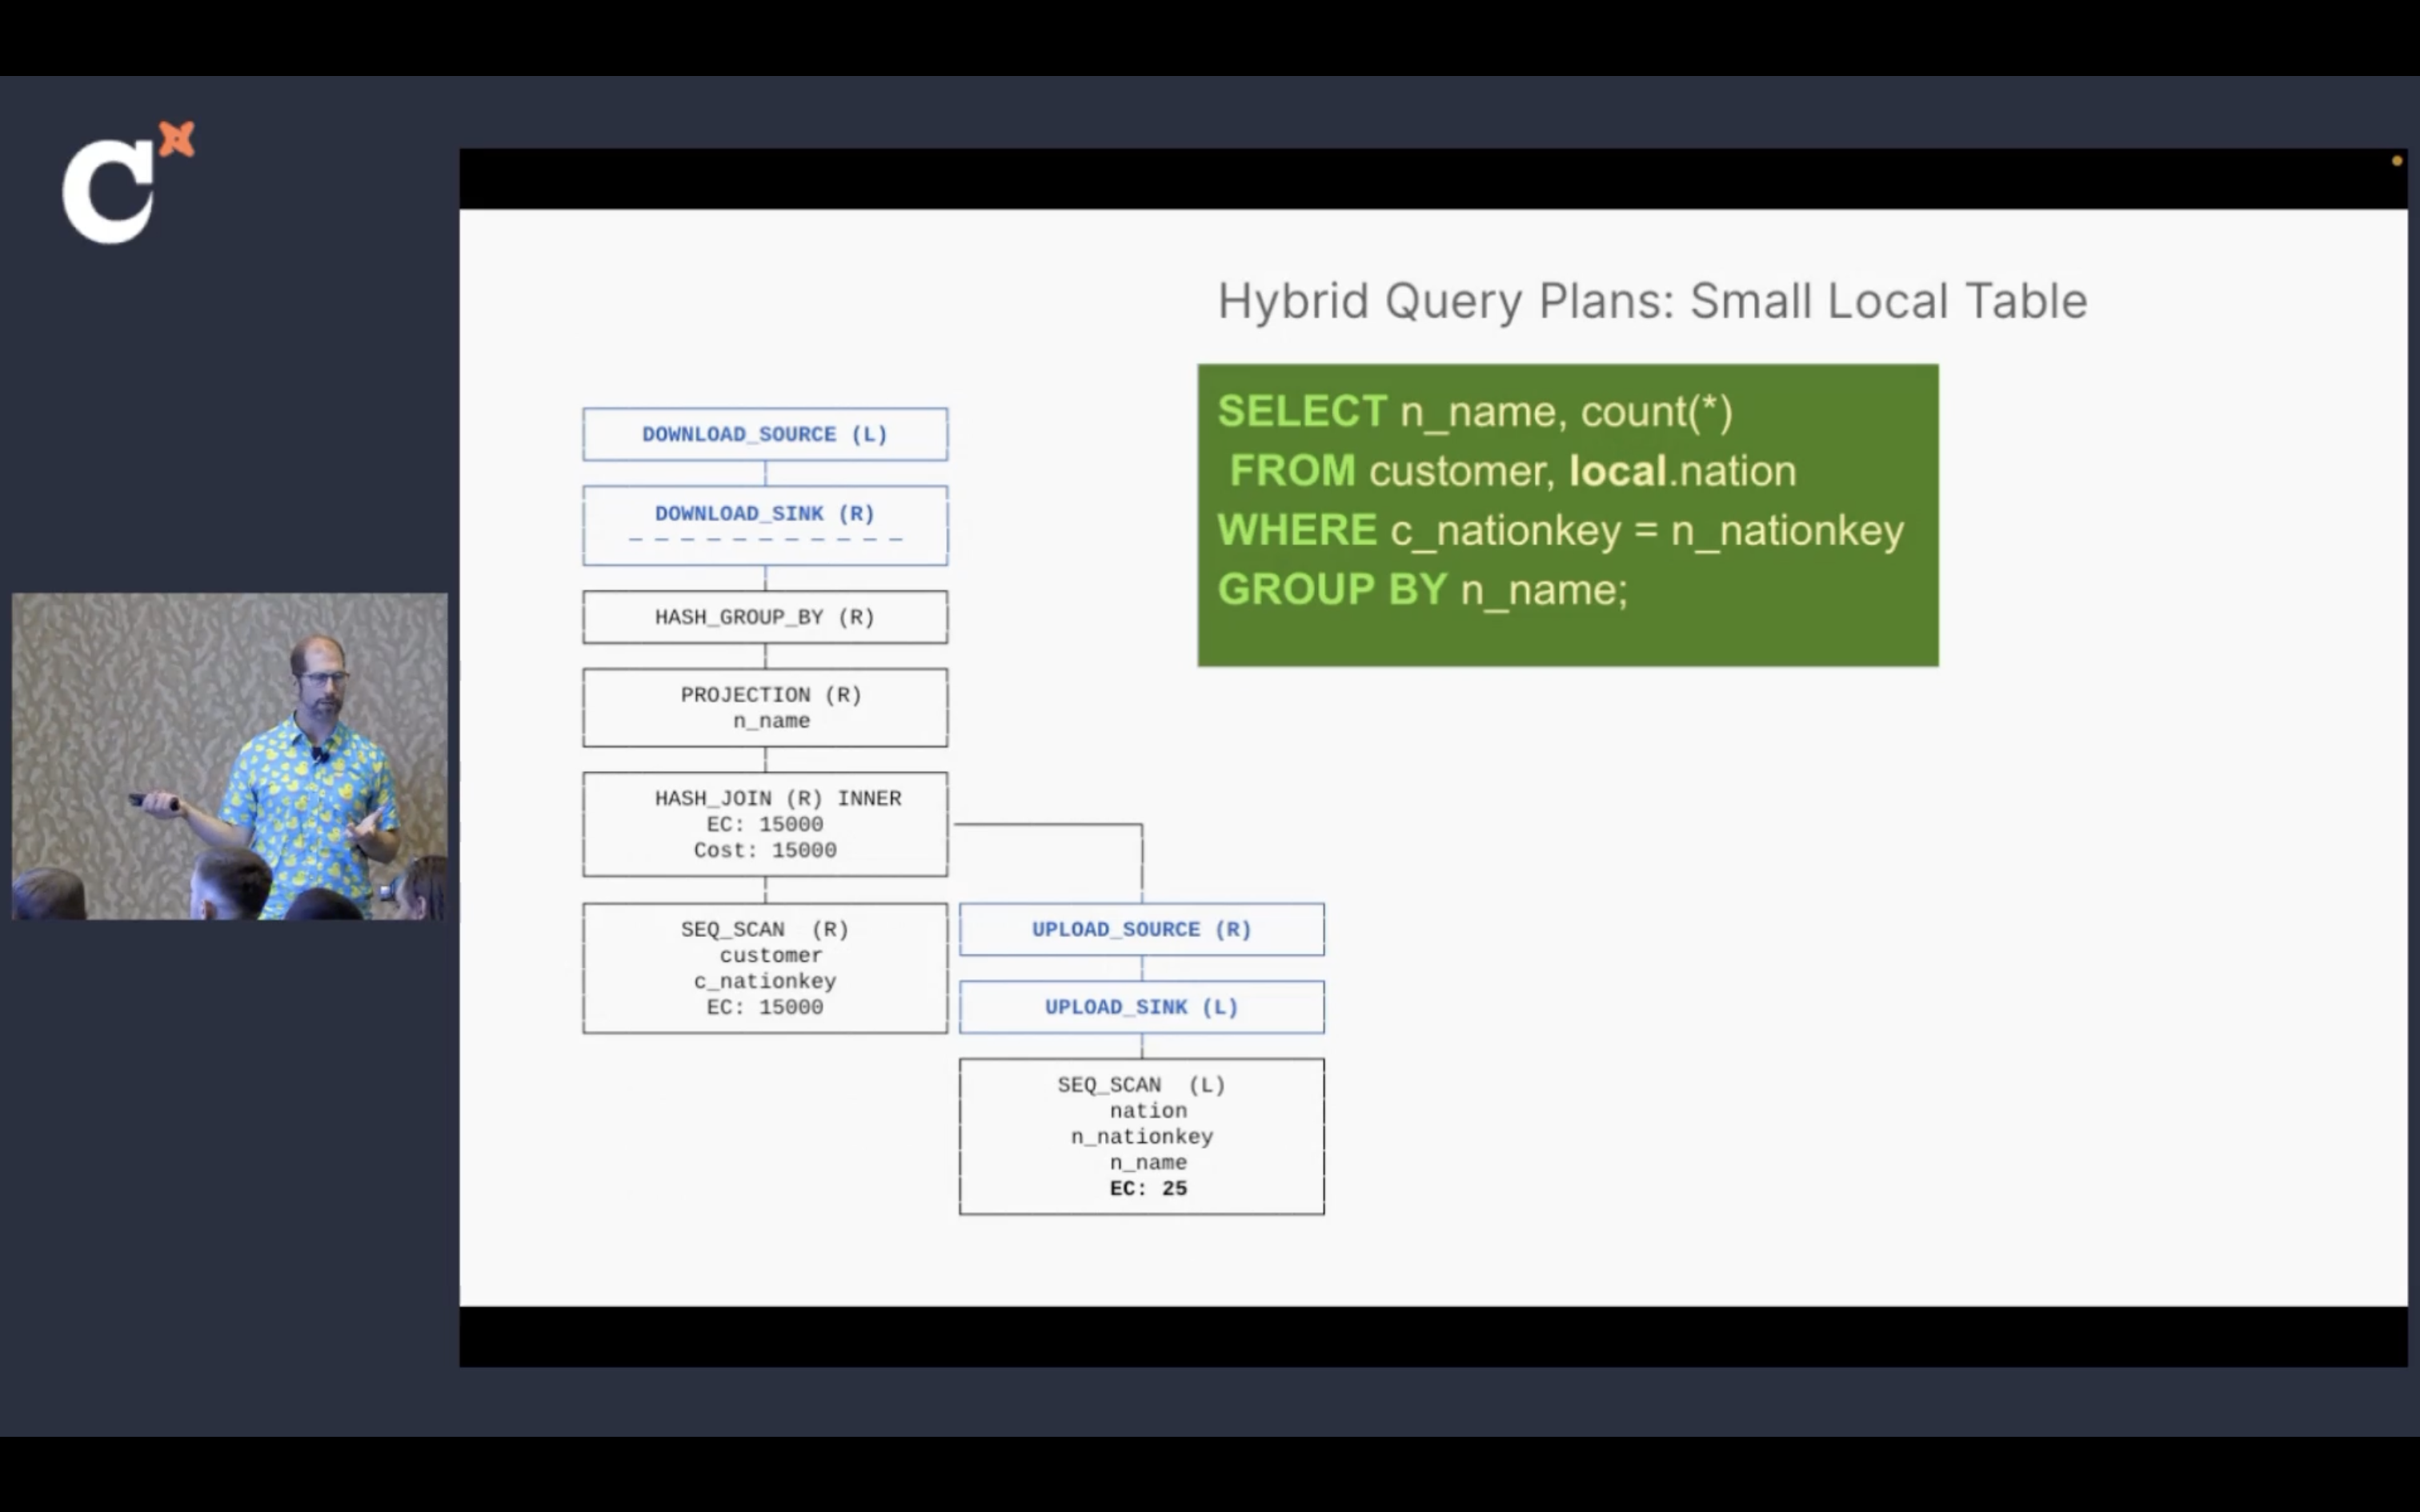 C
Hybrid Query Plans: Small Local Table
SELECT n_name, count(*)
FROM customer, local.nation
WHERE c_nationkey = n_nationkey
GROUP BY n_name;
DOWNLOAD_SOURCE (L)
DOWNLOAD_SINK (R)
HASH_GROUP_BY (R)
PROJECTION (R)
n_name
HASH_JOIN (R) INNER
EC: 15000
Cost: 15000
SEQ_SCAN (R)
customer
c_nationkey
EC: 15000
UPLOAD_SOURCE (R)
UPLOAD_SINK (L)
SEQ_SCAN (L)
nation
n_nationkey
n_name
EC: 25